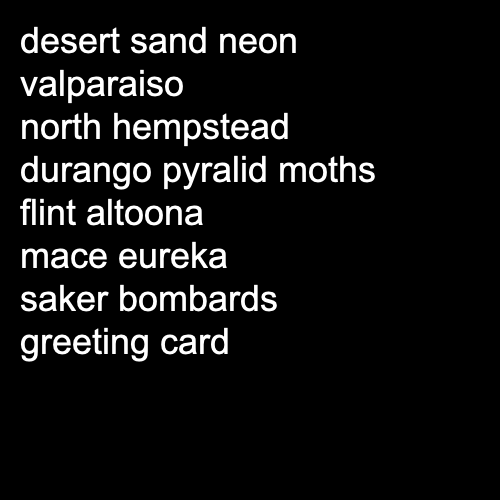 desert sand neon
valparaiso
north hempstead
durango pyralid moths
flint altoona
mace eureka
saker bombards
greeting card